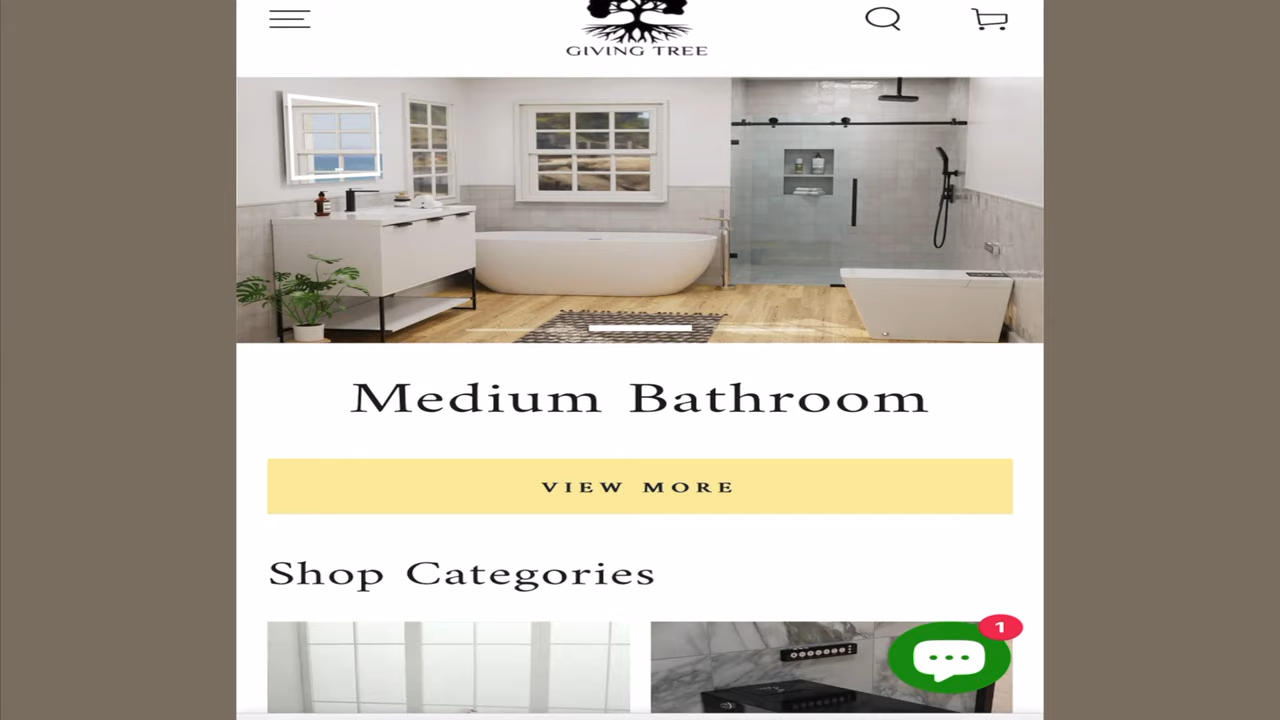 GIVING TREE
Medium Bathroom
VIEW MORE
Shop Categories
1